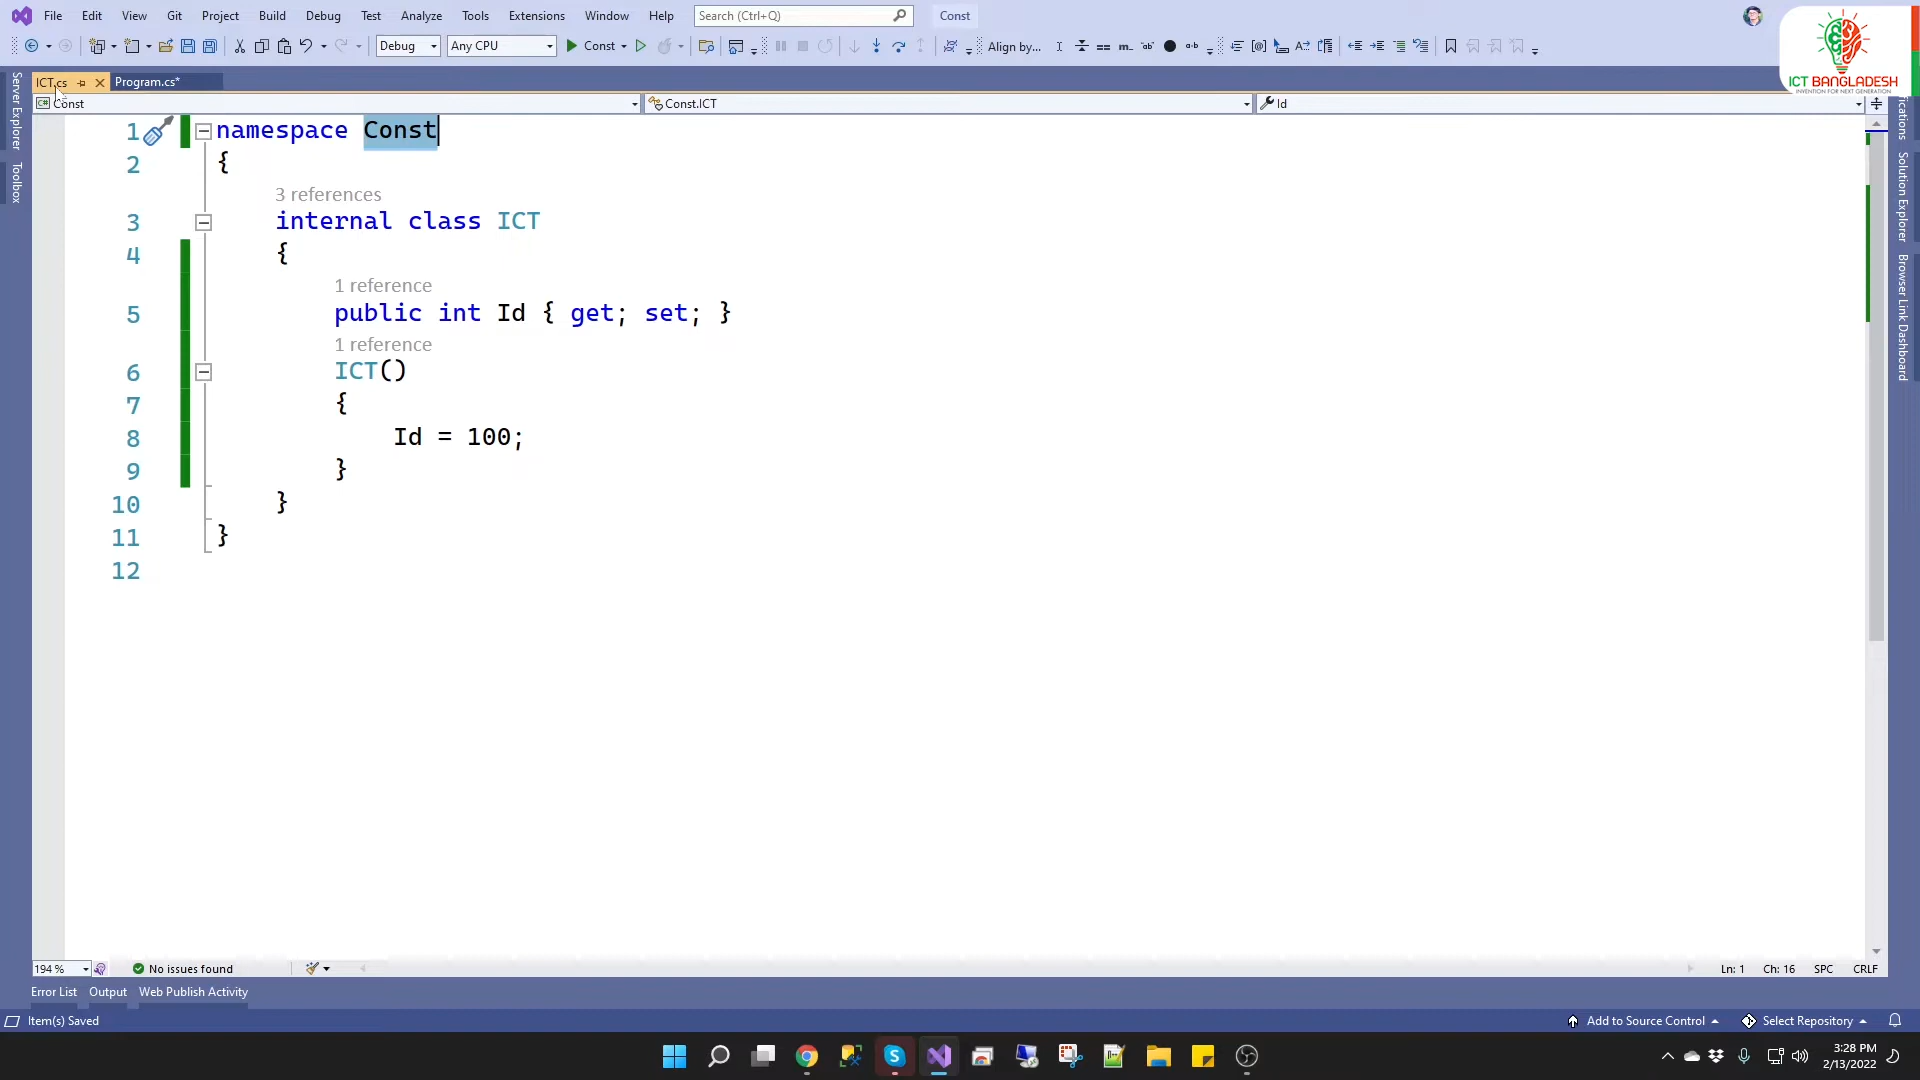 File Edit View Git Project Build Debug Test Analyze Tools Extensions Window Help Search (Ctrl+Q) Const
Debug Any CPU Const Align by...
ICT BANGLADESH
INVENTION FOR NEXT GENERATION
ICT.cs Program.cs*
Const Const.ICT Id
Server Explorer
Toolbox
Solution Explorer
Browser Link Dashboard
1 namespace Const
2 {
3 references
3 internal class ICT
4 {
1 reference
5 public int Id { get; set; }
1 reference
6 ICT()
7 {
8 Id = 100;
9 }
10 }
11 }
12
194 % No issues found Ln: 1 Ch: 16 SPC CRLF
Error List Output Web Publish Activity
Item(s) Saved Add to Source Control Select Repository
3:28 PM
2/13/2022